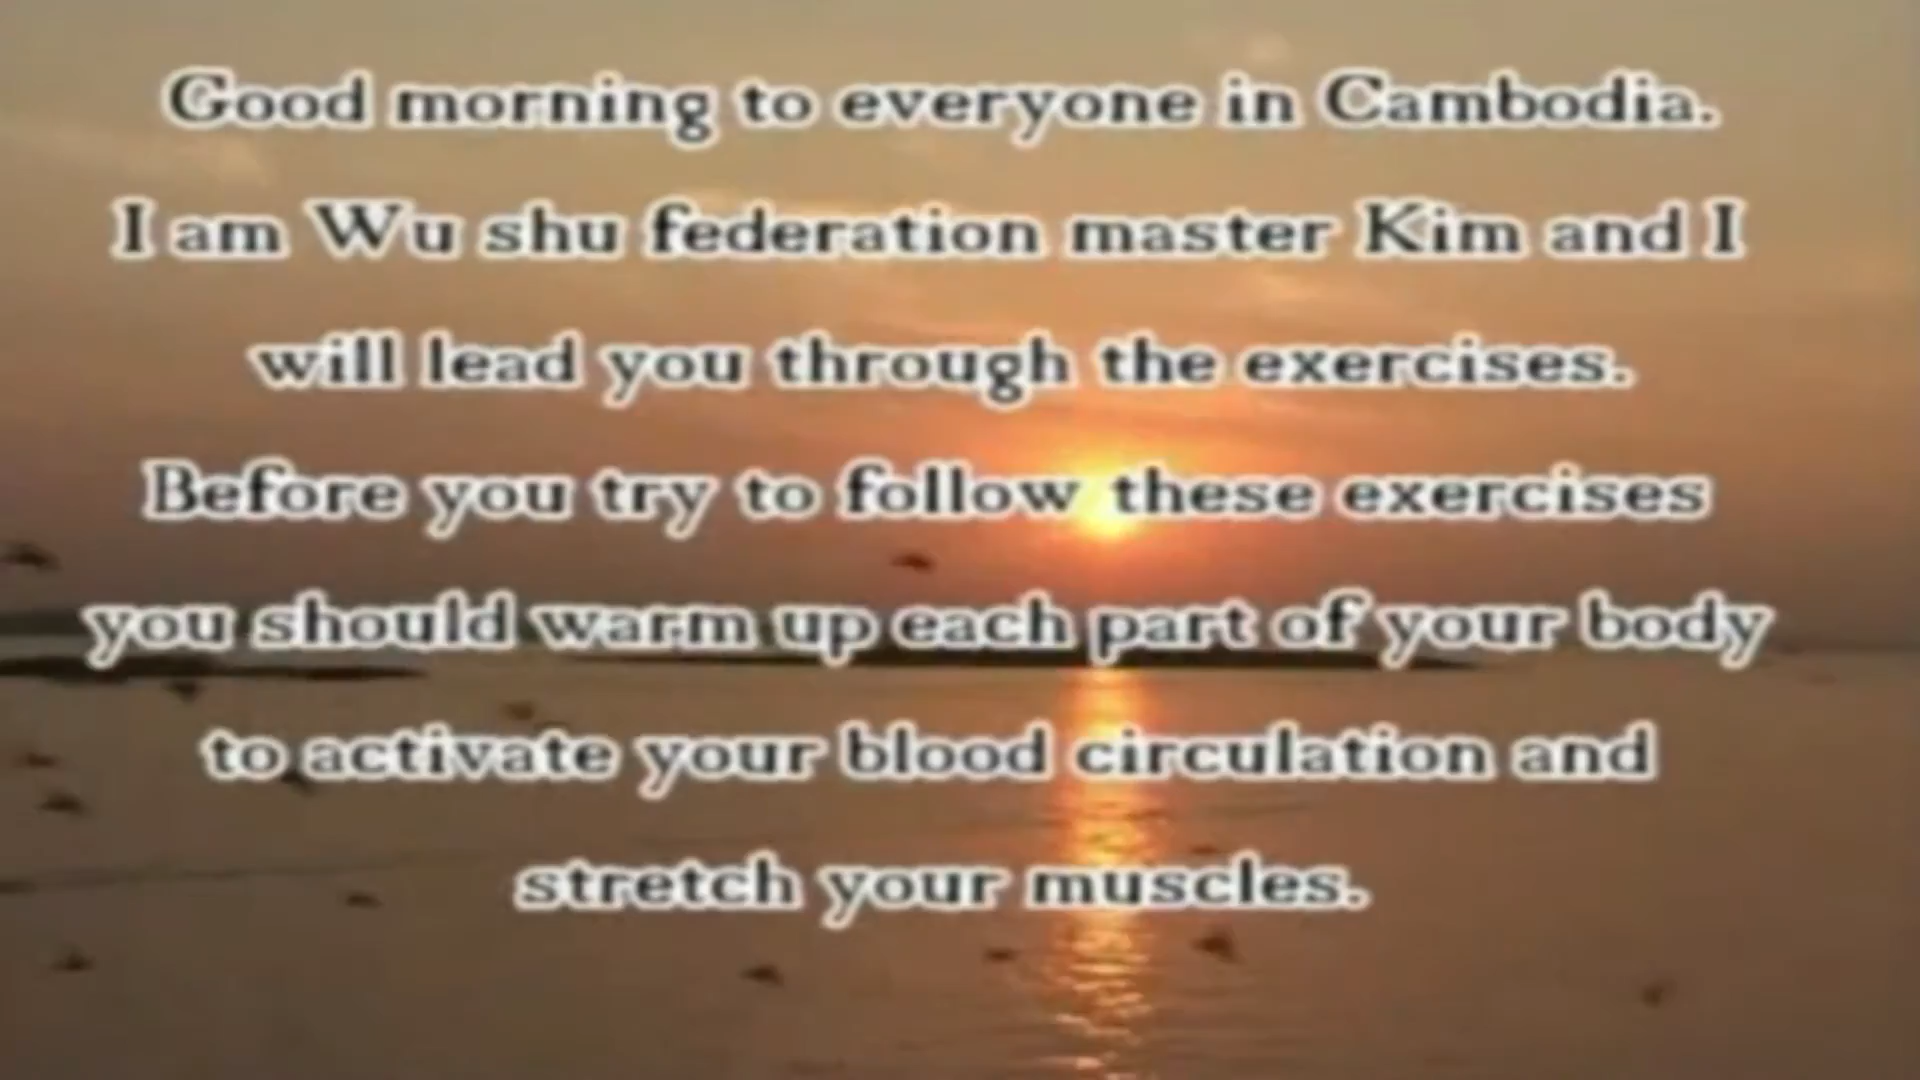 Good morning to everyone in Cambodia.
I am Wu shu federation master Kim and I
will lead you through the exercises.
Before you try to follow these exercises
you should warm up each part of your body
to activate your blood circulation and
stretch your muscles.